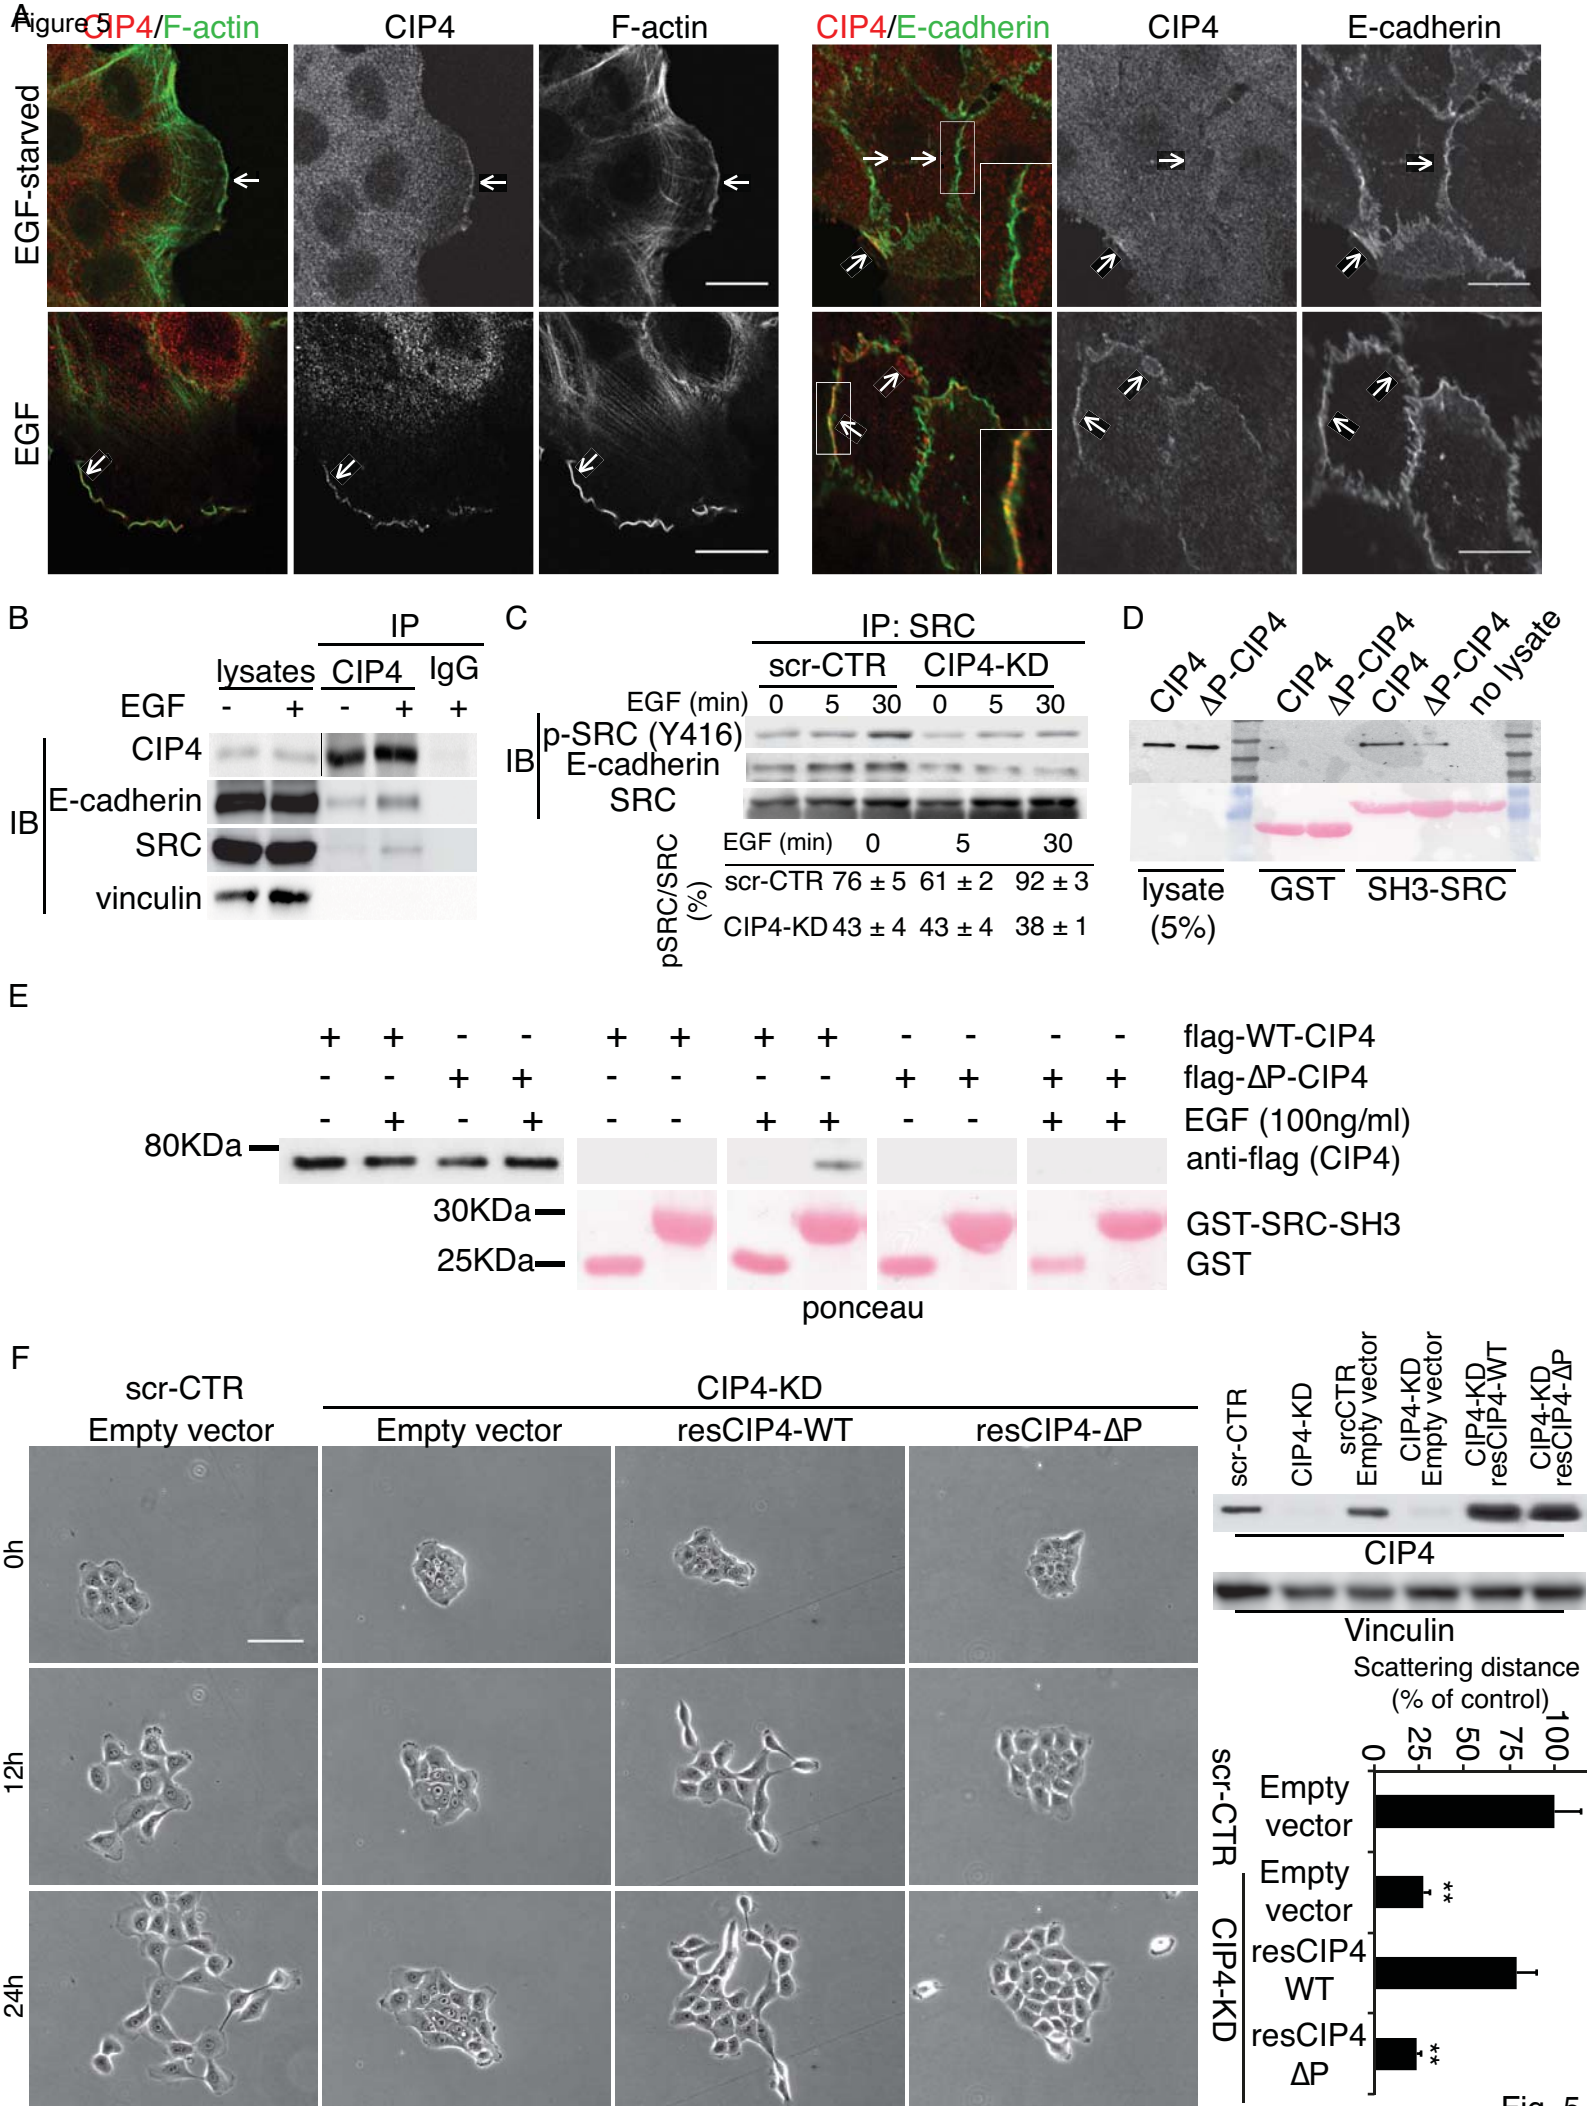 A
Figure 5
CIP4/F-actin CIP4 F-actin CIP4/E-cadherin CIP4 E-cadherin
EGF-starved
EGF
B
IP
lysates CIP4 IgG
EGF - + - + +
IB
CIP4
E-cadherin
SRC
vinculin
C
IP: SRC
scr-CTR CIP4-KD
EGF (min) 0 5 30 0 5 30
IB
p-SRC (Y416)
E-cadherin
SRC
pSRC/SRC
(%)
EGF (min) 0 5 30
scr-CTR 76 ± 5 61 ± 2 92 ± 3
CIP4-KD 43 ± 4 43 ± 4 38 ± 1
D
CIP4 ΔP-CIP4 CIP4 ΔP-CIP4 CIP4 ΔP-CIP4 no lysate
lysate GST SH3-SRC
(5%)
E
+ + - - + + + + - - - - flag-WT-CIP4
- - + + - - - - + + + + flag-ΔP-CIP4
- + - + - - + + - - + + EGF (100ng/ml)
80KDa anti-flag (CIP4)
30KDa GST-SRC-SH3
25KDa GST
ponceau
F
scr-CTR CIP4-KD
Empty vector Empty vector resCIP4-WT resCIP4-ΔP
0h
12h
24h
scr-CTR
CIP4-KD
srcCTR
Empty vector
CIP4-KD
Empty vector
CIP4-KD
resCIP4-WT
CIP4-KD
resCIP4-ΔP
CIP4
Vinculin
Scattering distance
(% of control)
0 25 50 75 100
scr-CTR
Empty
vector
CIP4-KD
Empty
vector
**
resCIP4
WT
resCIP4
ΔP
**
Fig. 5